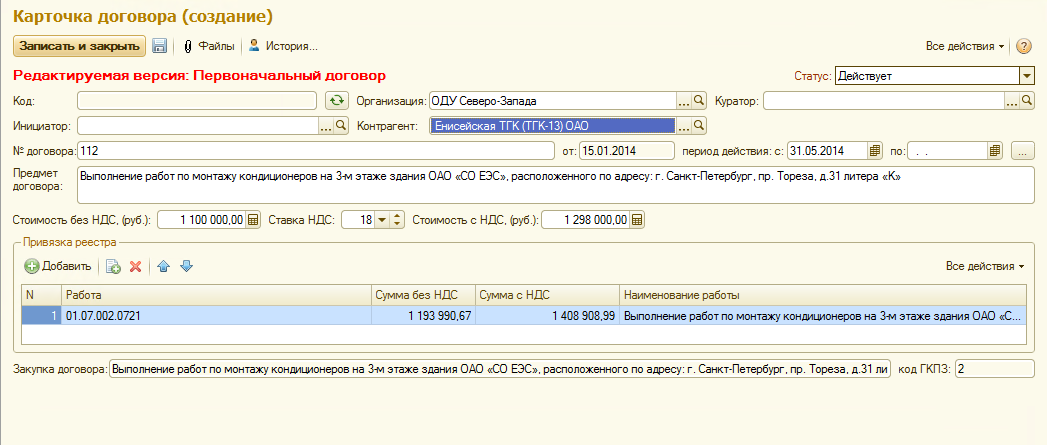 Карточка договора (создание)
Записать и закрыть Файлы История... Все действия ?
Редактируемая версия: Первоначальный договор Статус: Действует
Код: Организация: ОДУ Северо-Запада ... Куратор: ...
Инициатор: ... Контрагент: Енисейская ТГК (ТГК-13) ОАО ...
№ договора: 112 от: 15.01.2014 период действия: с: 31.05.2014 по: . . ...
Предмет договора: Выполнение работ по монтажу кондиционеров на 3-м этаже здания ОАО «СО ЕЭС», расположенного по адресу: г. Санкт-Петербург, пр. Тореза, д.31 литера «К»
Стоимость без НДС, (руб.): 1 100 000,00 Ставка НДС: 18 Стоимость с НДС, (руб.): 1 298 000,00
Привязка реестра
Добавить Все действия
N Работа Сумма без НДС Сумма с НДС Наименование работы
1 01.07.002.0721 1 193 990,67 1 408 908,99 Выполнение работ по монтажу кондиционеров на 3-м этаже здания ОАО «С...
Закупка договора: Выполнение работ по монтажу кондиционеров на 3-м этаже здания ОАО «СО ЕЭС», расположенного по адресу: г. Санкт-Петербург, пр. Тореза, д.31 ли код ГКПЗ: 2